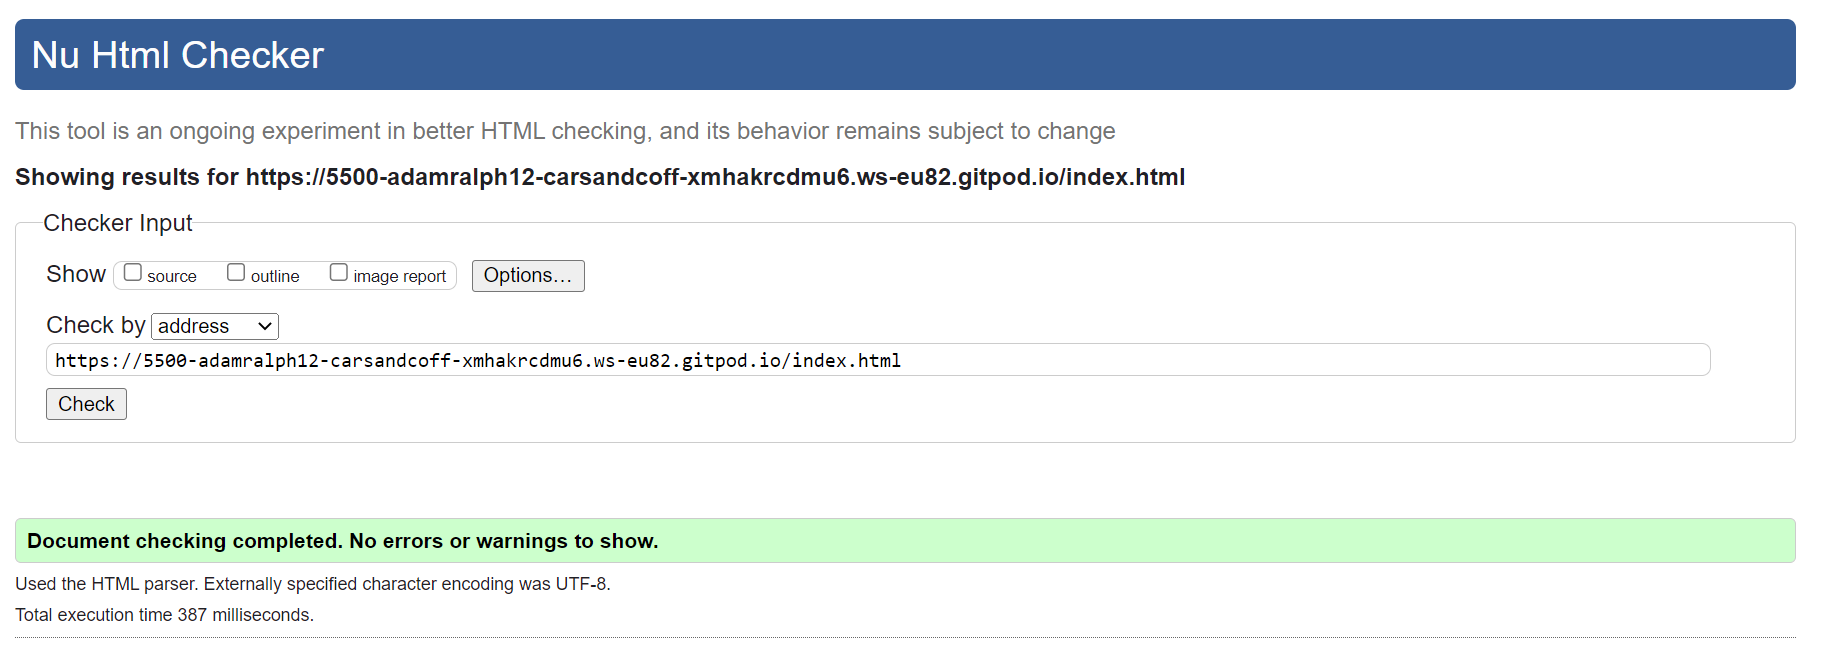 Nu Html Checker
This tool is an ongoing experiment in better HTML checking, and its behavior remains subject to change
Showing results for https://5500-adamralph12-carsandcoff-xmhakrcdmu6.ws-eu82.gitpod.io/index.html
Checker Input
Show source outline image report Options...
Check by address
https://5500-adamralph12-carsandcoff-xmhakrcdmu6.ws-eu82.gitpod.io/index.html
Check
Document checking completed. No errors or warnings to show.
Used the HTML parser. Externally specified character encoding was UTF-8.
Total execution time 387 milliseconds.